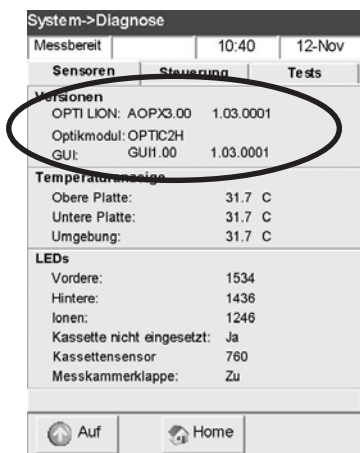 System->Diagnose
Messbereit 10:40 12-Nov
Sensoren Steuerung Tests
Versionen
OPTI LION: AOPX3.00 1.03.0001
Optikmodul: OPTIC2H
GUI: GUI1.00 1.03.0001
Temperaturanzeige
Obere Platte: 31.7 C
Untere Platte: 31.7 C
Umgebung: 31.7 C
LEDs
Vordere: 1534
Hintere: 1436
Ionen: 1246
Kassette nicht eingesetzt: Ja
Kassettensensor 760
Messkammerklappe: Zu
Auf Home